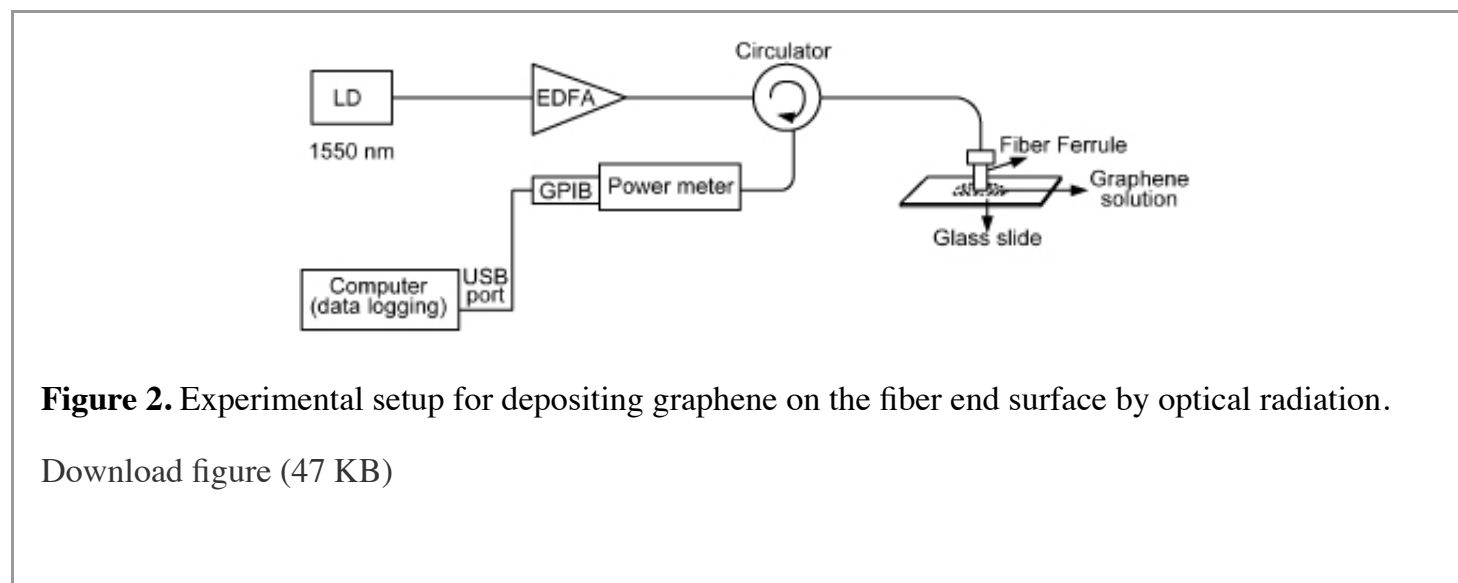 Circulator
LD
EDFA
1550 nm
Fiber Ferrule
GPIB
Power meter
Graphene
solution
Glass slide
Computer
(data logging)
USB
port
Figure 2. Experimental setup for depositing graphene on the fiber end surface by optical radiation.
Download figure (47 KB)